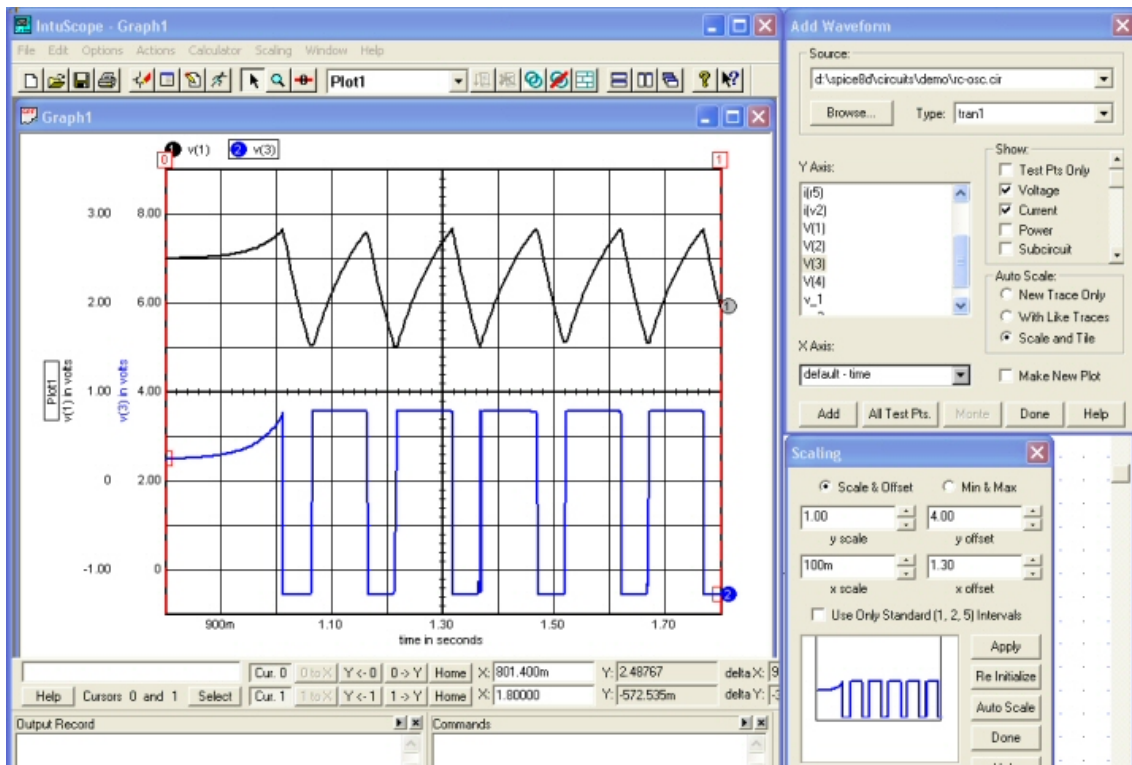 IntuScope - Graph1
File Edit Options Actions Calculator Scaling Window Help
Plot1
Graph1
1 v(1) 2 v(3)
0 1
3.00 8.00
2.00 6.00
1.00 4.00
0 2.00
-1.00 0
Plot1
v(1) in volts
v(3) in volts
1
2
900m 1.10 1.30 1.50 1.70
time in seconds
Cur. 0 0 to X Y <- 0 0 -> Y Home X: 801.400m Y: 2.48767 delta X: 9
Help Cursors 0 and 1 Select Cur. 1 1 to X Y <- 1 1 -> Y Home X: 1.80000 Y: -572.535m delta Y:
Output Record
Commands
Add Waveform
Source:
d:\spice8d\circuits\demo\rc-osc.cir
Browse... Type: tran1
Y Axis:
i(r5)
i(v2)
V(1)
V(2)
V(3)
V(4)
v_1
Show:
Test Pts Only
Voltage
Current
Power
Subcircuit
Auto Scale:
New Trace Only
With Like Traces
Scale and Tile
X Axis:
default - time
Make New Plot
Add All Test Pts. Monte Done Help
Scaling
Scale & Offset Min & Max
1.00 4.00
y scale y offset
100m 1.30
x scale x offset
Use Only Standard (1, 2, 5) Intervals
Apply
Re Initialize
Auto Scale
Done